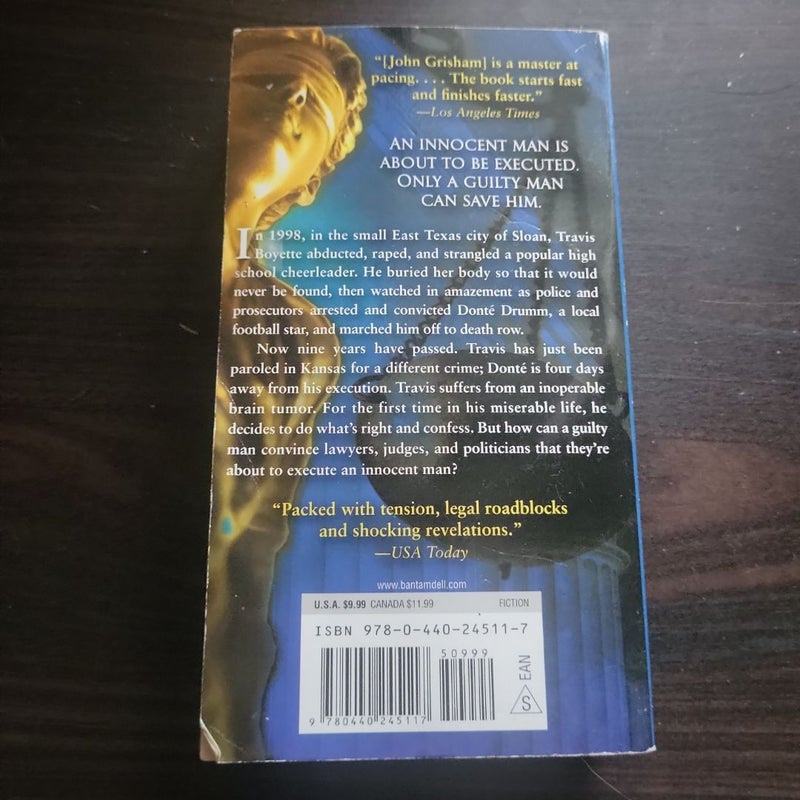 “[John Grisham] is a master at
pacing. . . . The book starts fast
and finishes faster.”
—Los Angeles Times
AN INNOCENT MAN IS
ABOUT TO BE EXECUTED.
ONLY A GUILTY MAN
CAN SAVE HIM.
In 1998, in the small East Texas city of Sloan, Travis
Boyette abducted, raped, and strangled a popular high
school cheerleader. He buried her body so that it would
never be found, then watched in amazement as police and
prosecutors arrested and convicted Donté Drumm, a local
football star, and marched him off to death row.
Now nine years have passed. Travis has just been
paroled in Kansas for a different crime; Donté is four days
away from his execution. Travis suffers from an inoperable
brain tumor. For the first time in his miserable life, he
decides to do what’s right and confess. But how can a guilty
man convince lawyers, judges, and politicians that they’re
about to execute an innocent man?
“Packed with tension, legal roadblocks
and shocking revelations.”
—USA Today
www.bantamdell.com
U.S.A. $9.99 CANADA $11.99 FICTION
ISBN 978-0-440-24511-7
50999
9 780440 245117
S EAN